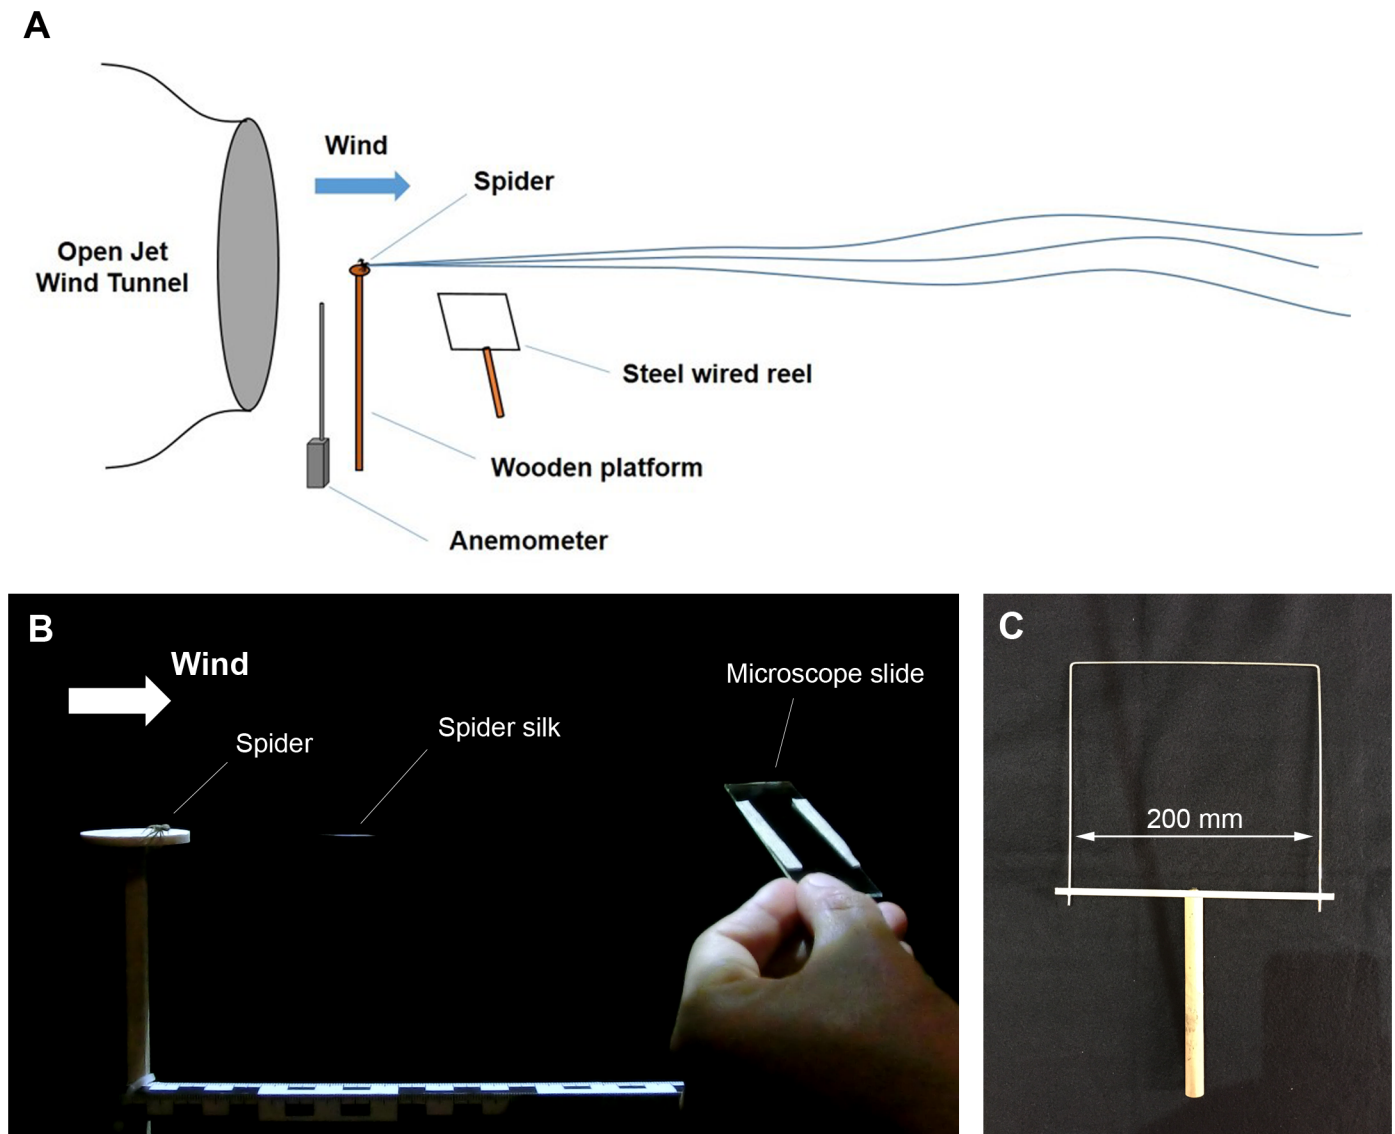 A
Wind
Spider
Open Jet
Wind Tunnel
Steel wired reel
Wooden platform
Anemometer
B
Wind
Spider
Spider silk
Microscope slide
C
200 mm